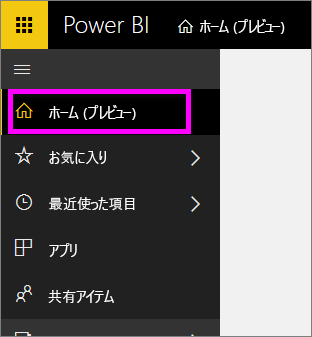 Power BI ホーム (プレビュー)
ホーム (プレビュー)
お気に入り
最近使った項目
アプリ
共有アイテム